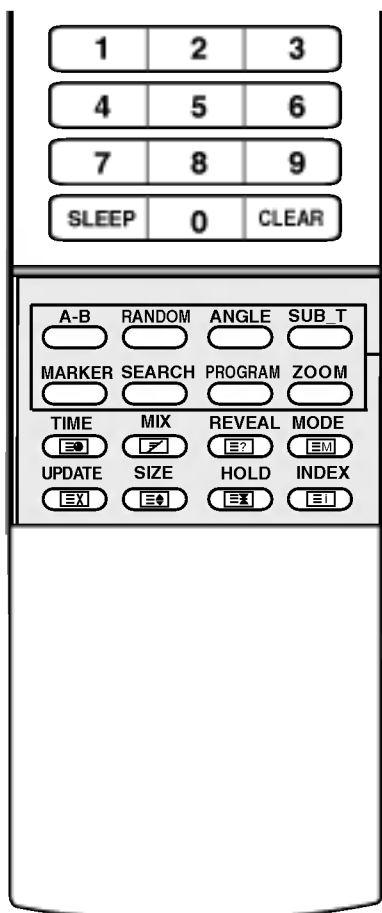 1 2 3
4 5 6
7 8 9
SLEEP 0 CLEAR
A-B RANDOM ANGLE SUB_T
MARKER SEARCH PROGRAM ZOOM
TIME MIX REVEAL MODE
? M
UPDATE SIZE HOLD INDEX
X i